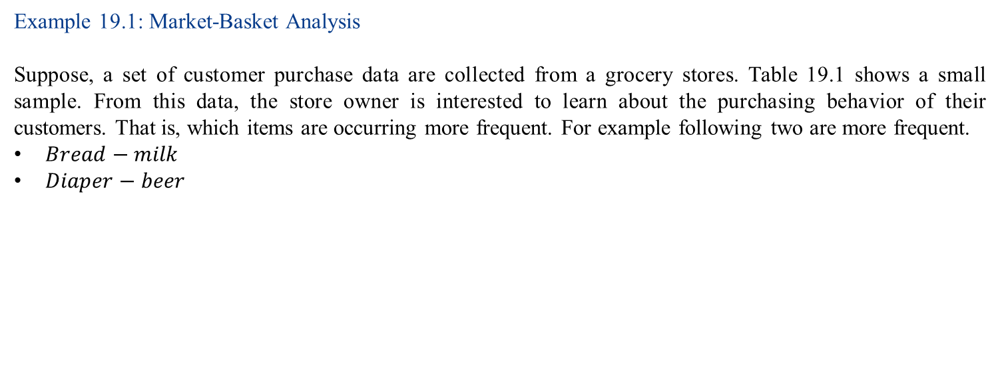 Example 19.1: Market-Basket Analysis
Suppose, a set of customer purchase data are collected from a grocery stores. Table 19.1 shows a small
sample. From this data, the store owner is interested to learn about the purchasing behavior of their
customers. That is, which items are occurring more frequent. For example following two are more frequent.
• Bread − milk
• Diaper − beer